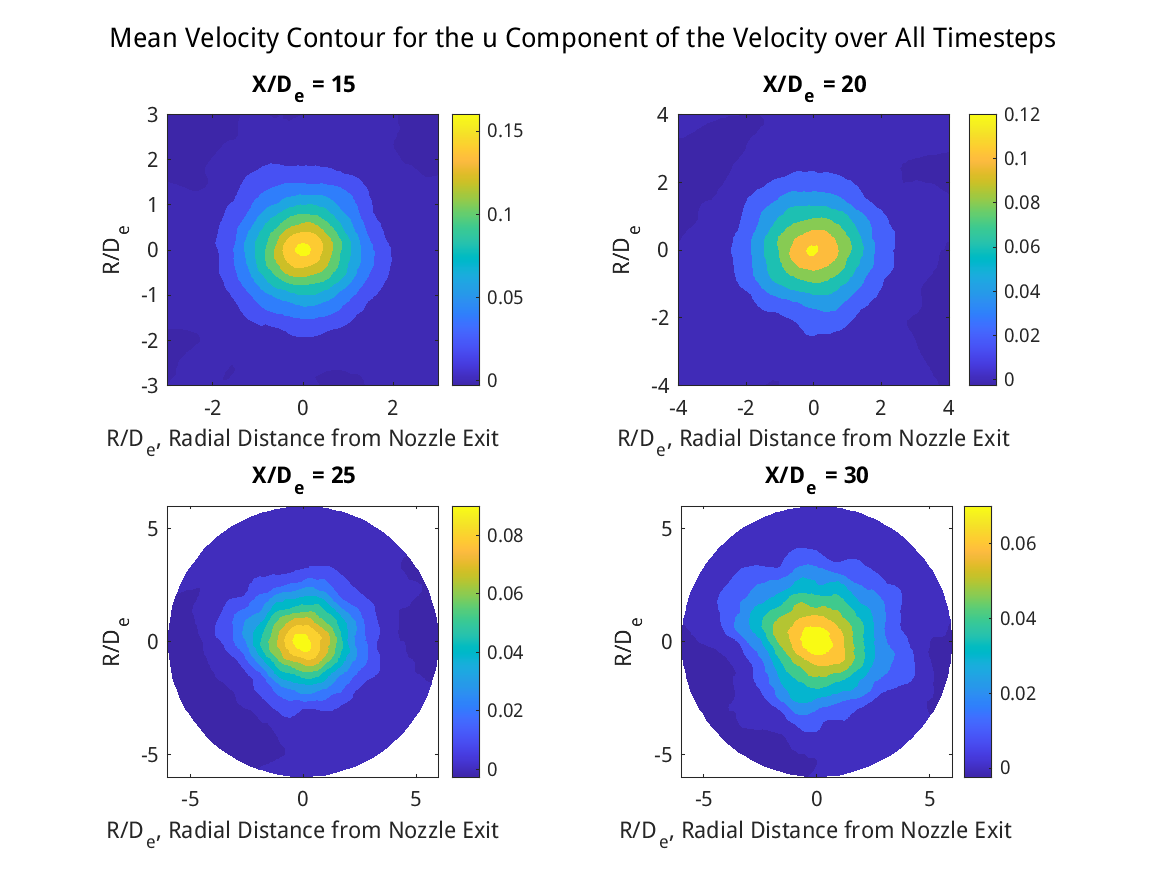 Mean Velocity Contour for the u Component of the Velocity over All Timesteps
X/De = 15
3
2
1
0
-1
-2
-3
R/De
-2 0 2
R/De, Radial Distance from Nozzle Exit
0.15
0.1
0.05
0
X/De = 20
4
2
0
-2
-4
R/De
-4 -2 0 2 4
R/De, Radial Distance from Nozzle Exit
0.12
0.1
0.08
0.06
0.04
0.02
0
X/De = 25
5
0
-5
R/De
-5 0 5
R/De, Radial Distance from Nozzle Exit
0.08
0.06
0.04
0.02
0
X/De = 30
5
0
-5
R/De
-5 0 5
R/De, Radial Distance from Nozzle Exit
0.06
0.04
0.02
0